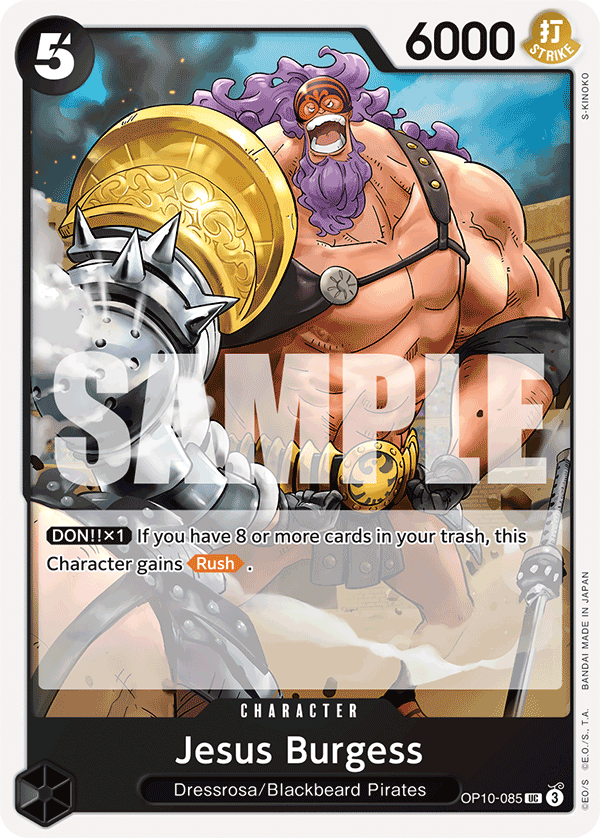 5
6000
打
STRIKE
S-KINOKO
SAMPLE
DON!!×1 If you have 8 or more cards in your trash, this
Character gains Rush .
CHARACTER
Jesus Burgess
Dressrosa/Blackbeard Pirates
OP10-085 UC 3
©EO/S ©E.O./S., T.A. BANDAI MADE IN JAPAN